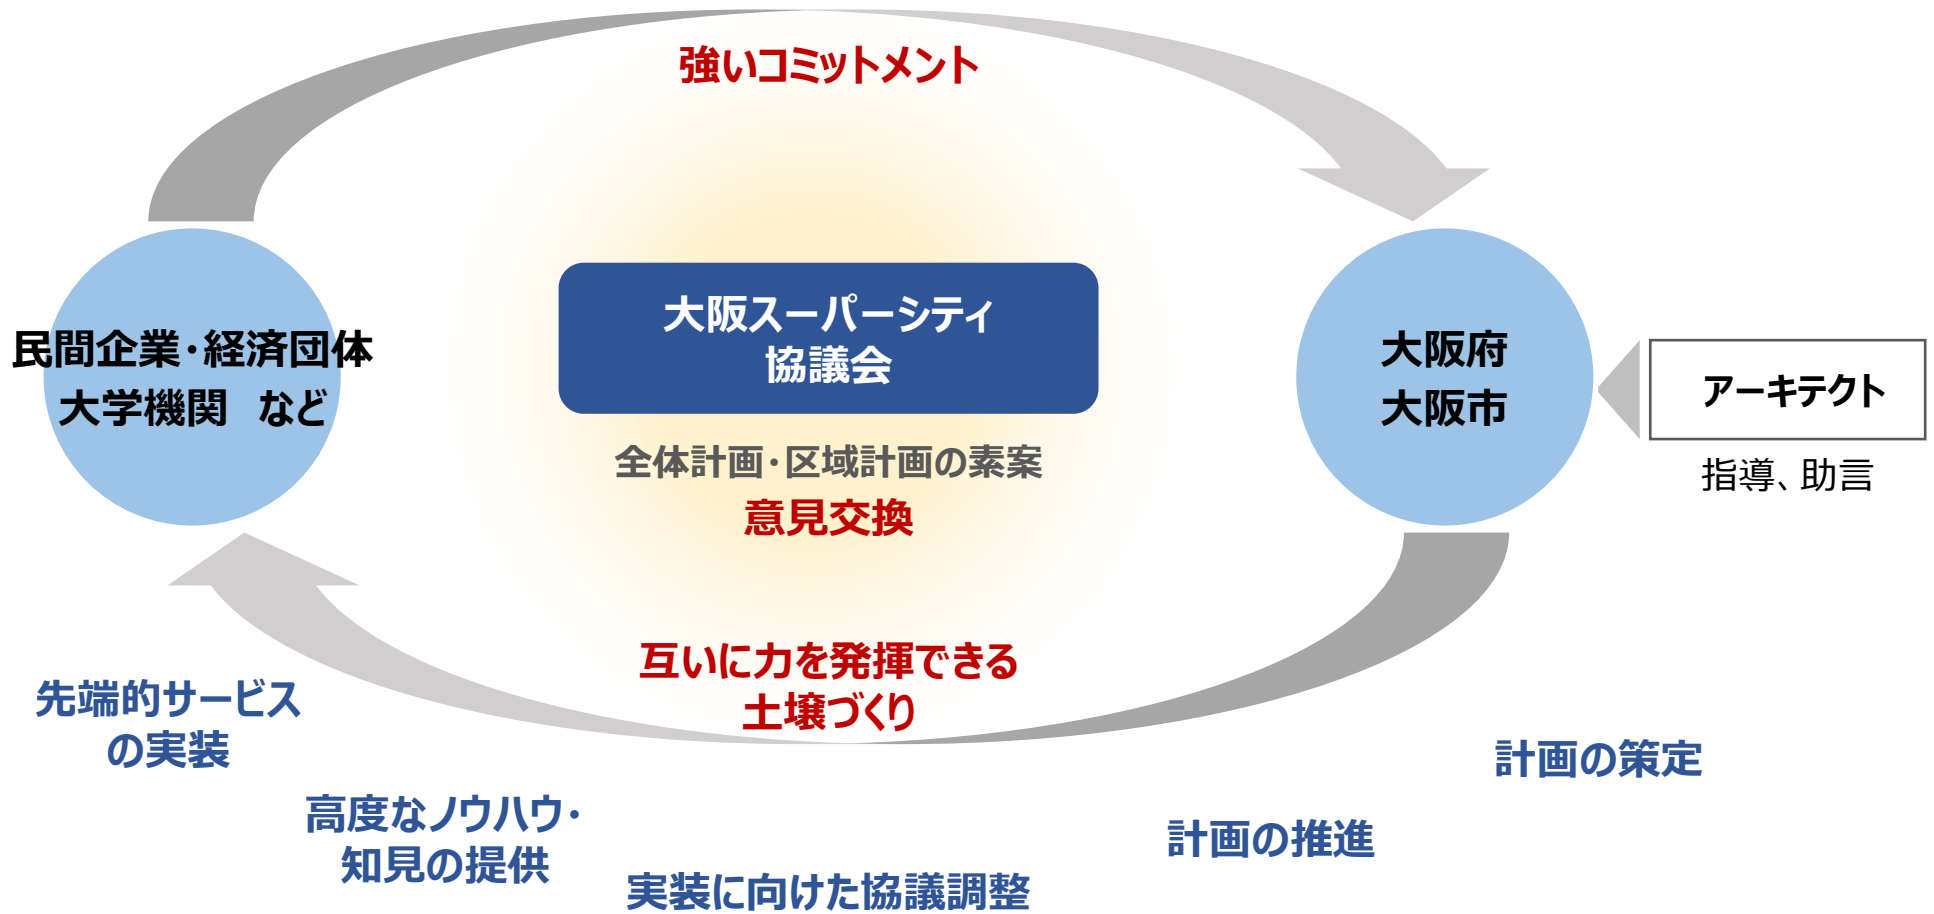 強いコミットメント
大阪スーパーシティ
協議会
民間企業・経済団体
大学機関　など
大阪府
大阪市
アーキテクト
指導、助言
全体計画・区域計画の素案
意見交換
互いに力を発揮できる
土壌づくり
先端的サービス
の実装
高度なノウハウ・
知見の提供
実装に向けた協議調整
計画の推進
計画の策定